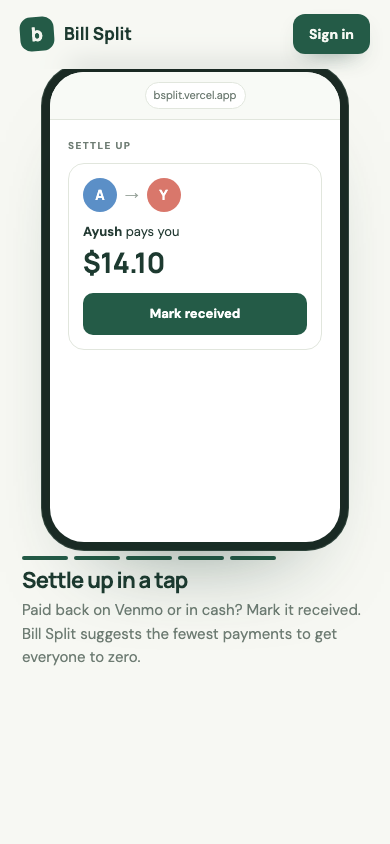 b Bill Split
Sign in
bsplit.vercel.app
SETTLE UP
A → Y
Ayush pays you
$14.10
Mark received
Settle up in a tap
Paid back on Venmo or in cash? Mark it received.
Bill Split suggests the fewest payments to get
everyone to zero.